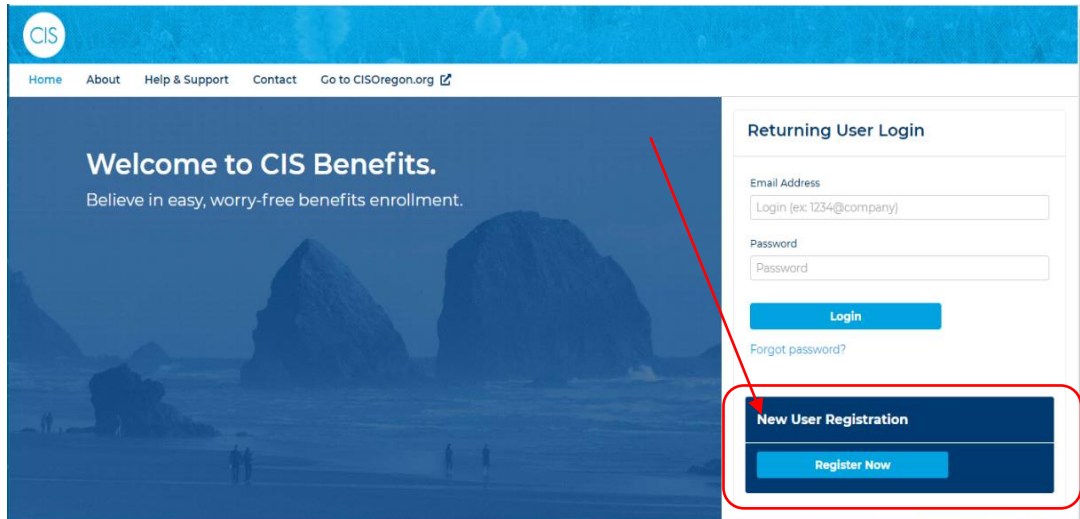 CIS
Home About Help & Support Contact Go to CISOregon.org
Welcome to CIS Benefits.
Believe in easy, worry-free benefits enrollment.
Returning User Login
Email Address
Login (ex: 1234@company)
Password
Password
Login
Forgot password?
New User Registration
Register Now